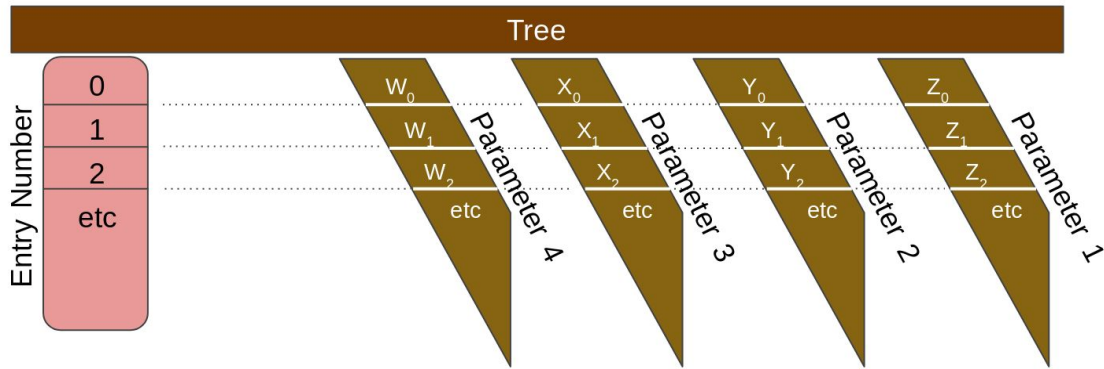 Tree
Entry Number
0
1
2
etc
W₀
W₁
W₂
etc
Parameter 4
X₀
X₁
X₂
etc
Parameter 3
Y₀
Y₁
Y₂
etc
Parameter 2
Z₀
Z₁
Z₂
etc
Parameter 1